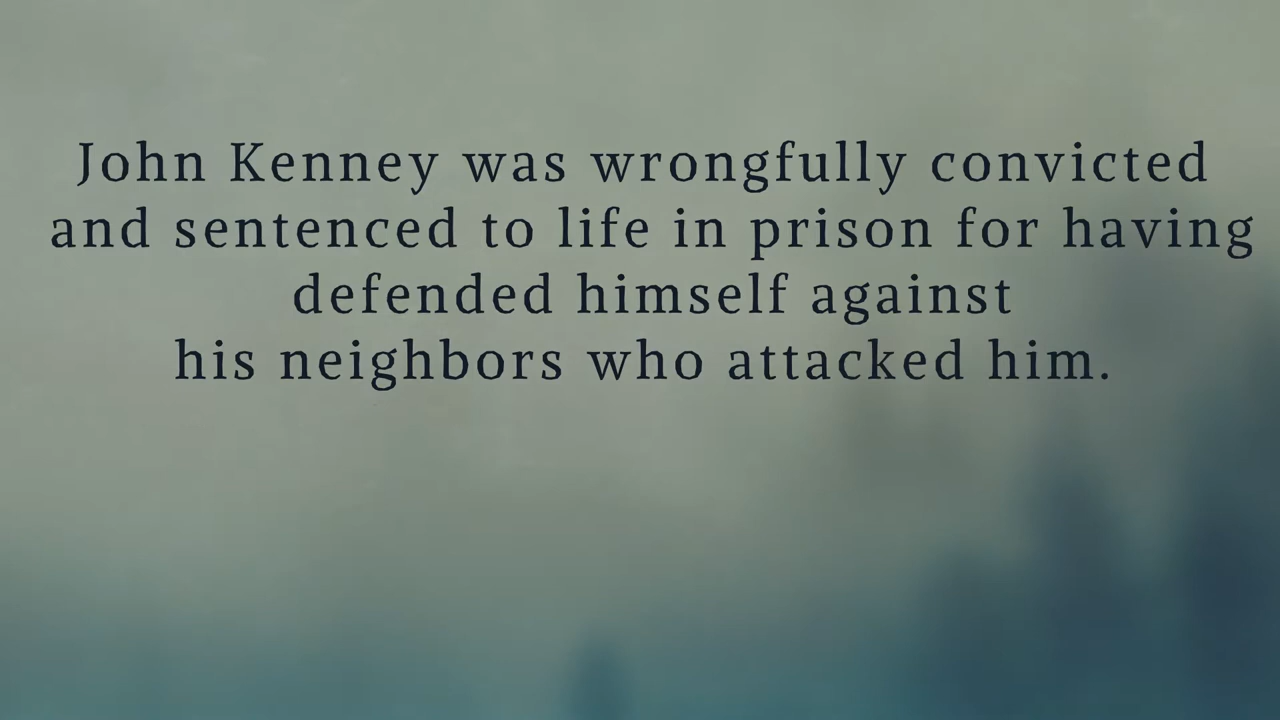 John Kenney was wrongfully convicted
and sentenced to life in prison for having
defended himself against
his neighbors who attacked him.